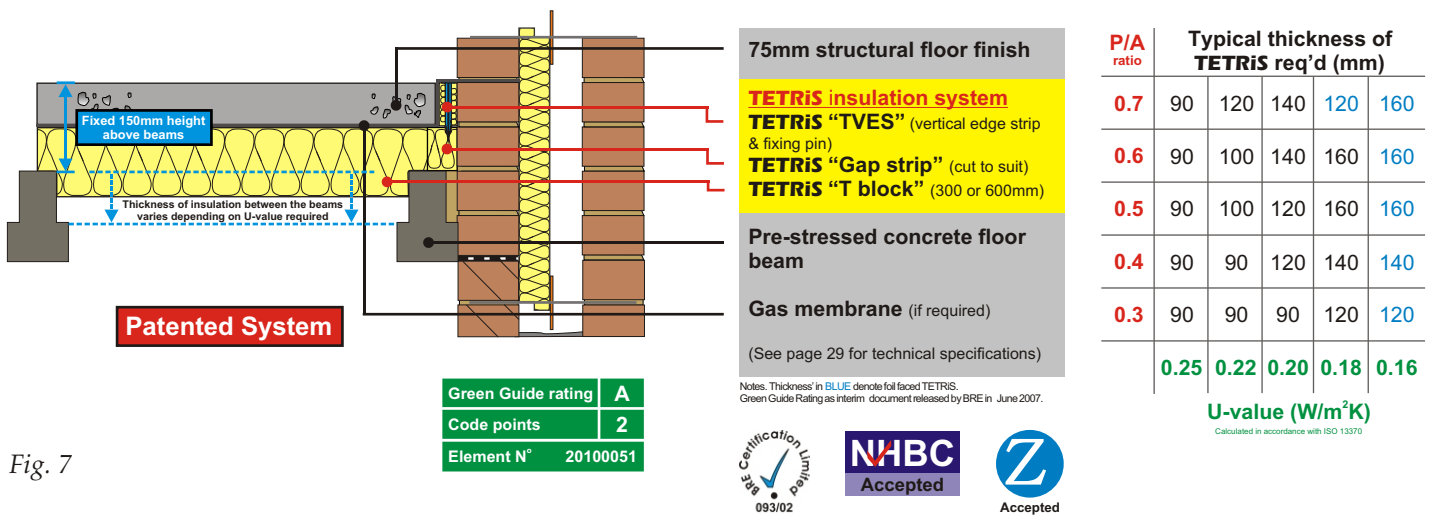 Fixed 150mm height
above beams
Thickness of insulation between the beams
varies depending on U-value required
Patented System
Green Guide rating A
Code points 2
Element N° 20100051
Fig. 7
75mm structural floor finish
TETRiS insulation system
TETRiS “TVES” (vertical edge strip
& fixing pin)
TETRiS “Gap strip” (cut to suit)
TETRiS “T block” (300 or 600mm)
Pre-stressed concrete floor
beam
Gas membrane (if required)
(See page 29 for technical specifications)
Notes. Thickness' in BLUE denote foil faced TETRiS.
Green Guide Rating as interim document released by BRE in June 2007.
BRE Certification Limited
093/02
NHBC
Accepted
Z
Accepted
P/A
ratio
Typical thickness of
TETRiS req'd (mm)
0.7 90 120 140 120 160
0.6 90 100 140 160 160
0.5 90 100 120 160 160
0.4 90 90 120 140 140
0.3 90 90 90 120 120
0.25 0.22 0.20 0.18 0.16
U-value (W/m²K)
Calculated in accordance with ISO 13370